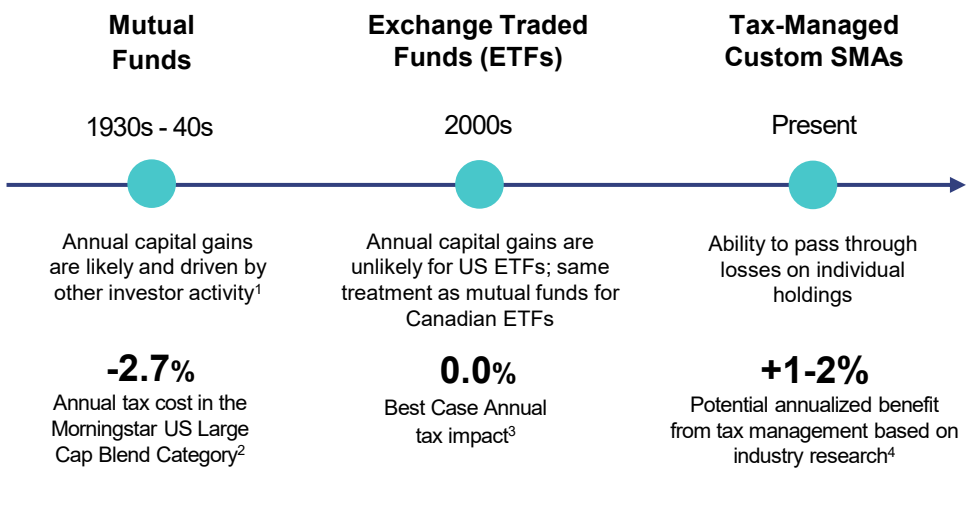 Mutual
Funds
1930s - 40s
Annual capital gains
are likely and driven by
other investor activity¹
-2.7%
Annual tax cost in the
Morningstar US Large
Cap Blend Category²
Exchange Traded
Funds (ETFs)
2000s
Annual capital gains are
unlikely for US ETFs; same
treatment as mutual funds for
Canadian ETFs
0.0%
Best Case Annual
tax impact³
Tax-Managed
Custom SMAs
Present
Ability to pass through
losses on individual
holdings
+1-2%
Potential annualized benefit
from tax management based on
industry research⁴